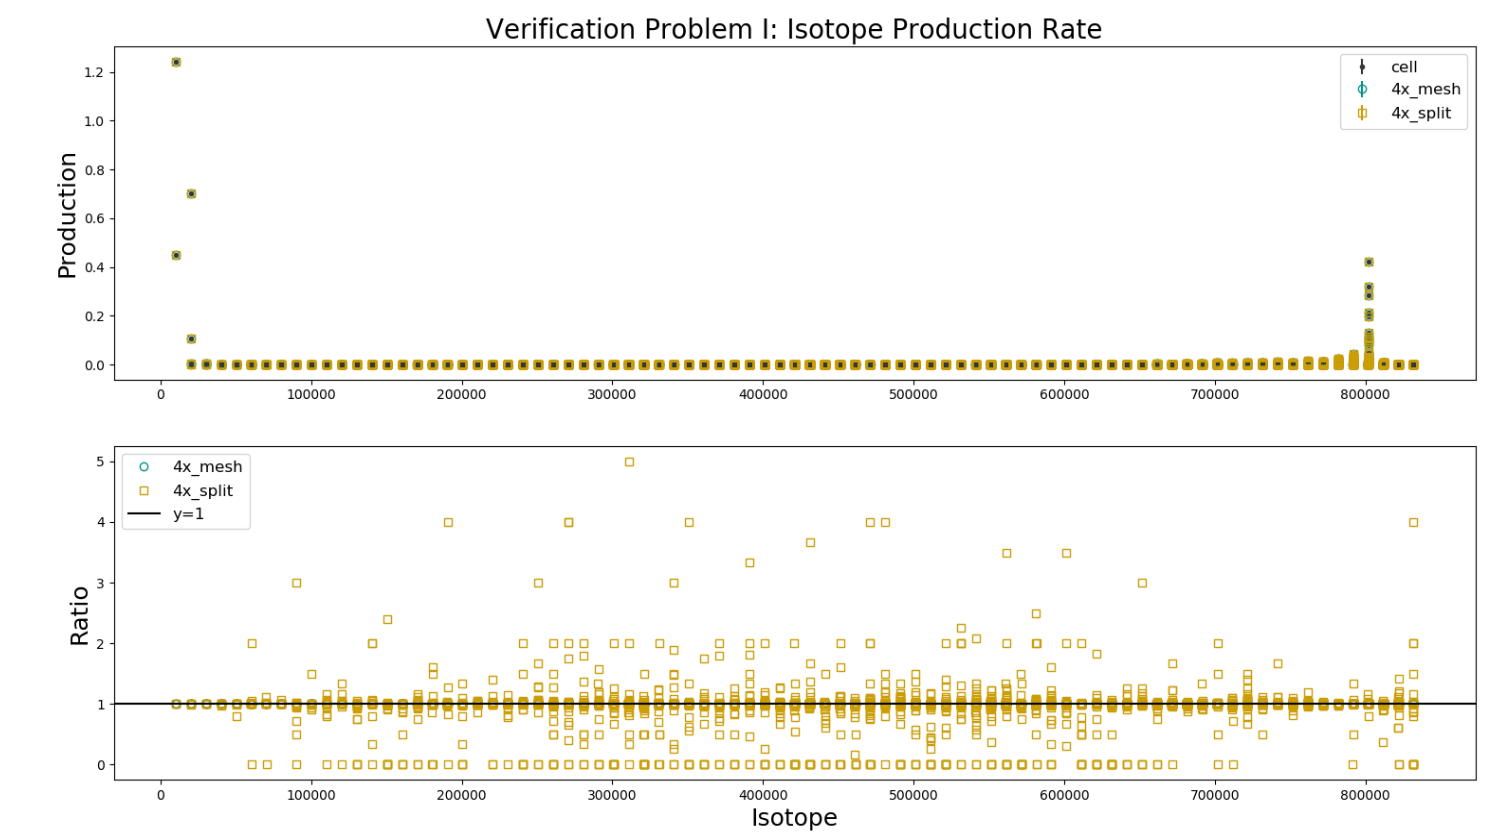 Verification Problem I: Isotope Production Rate
Production
1.2
1.0
0.8
0.6
0.4
0.2
0.0
cell
4x_mesh
4x_split
0 100000 200000 300000 400000 500000 600000 700000 800000
Ratio
5
4
3
2
1
0
4x_mesh
4x_split
y=1
0 100000 200000 300000 400000 500000 600000 700000 800000
Isotope